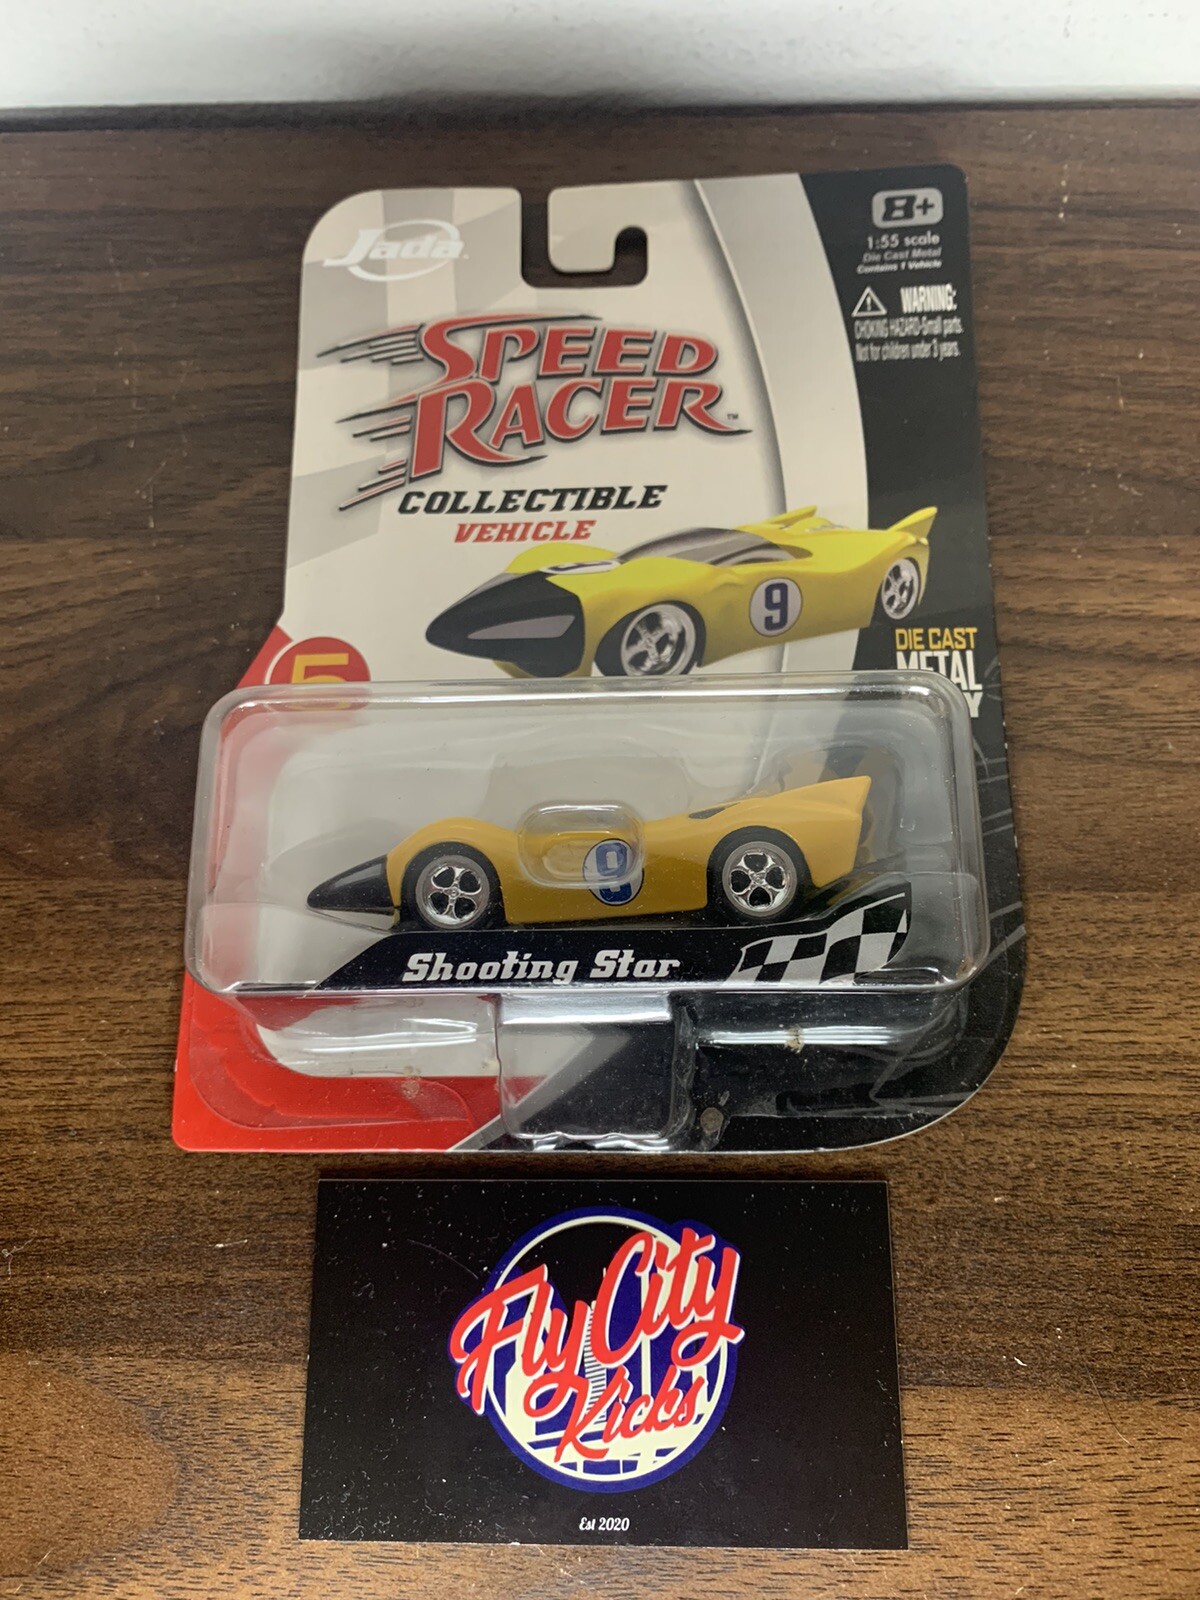 Jada
8+
1:55 scale
Die Cast Metal
Contains 1 Vehicle
WARNING:
CHOKING HAZARD-Small parts.
Not for children under 3 years.
SPEED
RACER™
COLLECTIBLE
VEHICLE
9
DIE CAST
METAL
5
9
Shooting Star
Fly City
Kicks
Est 2020